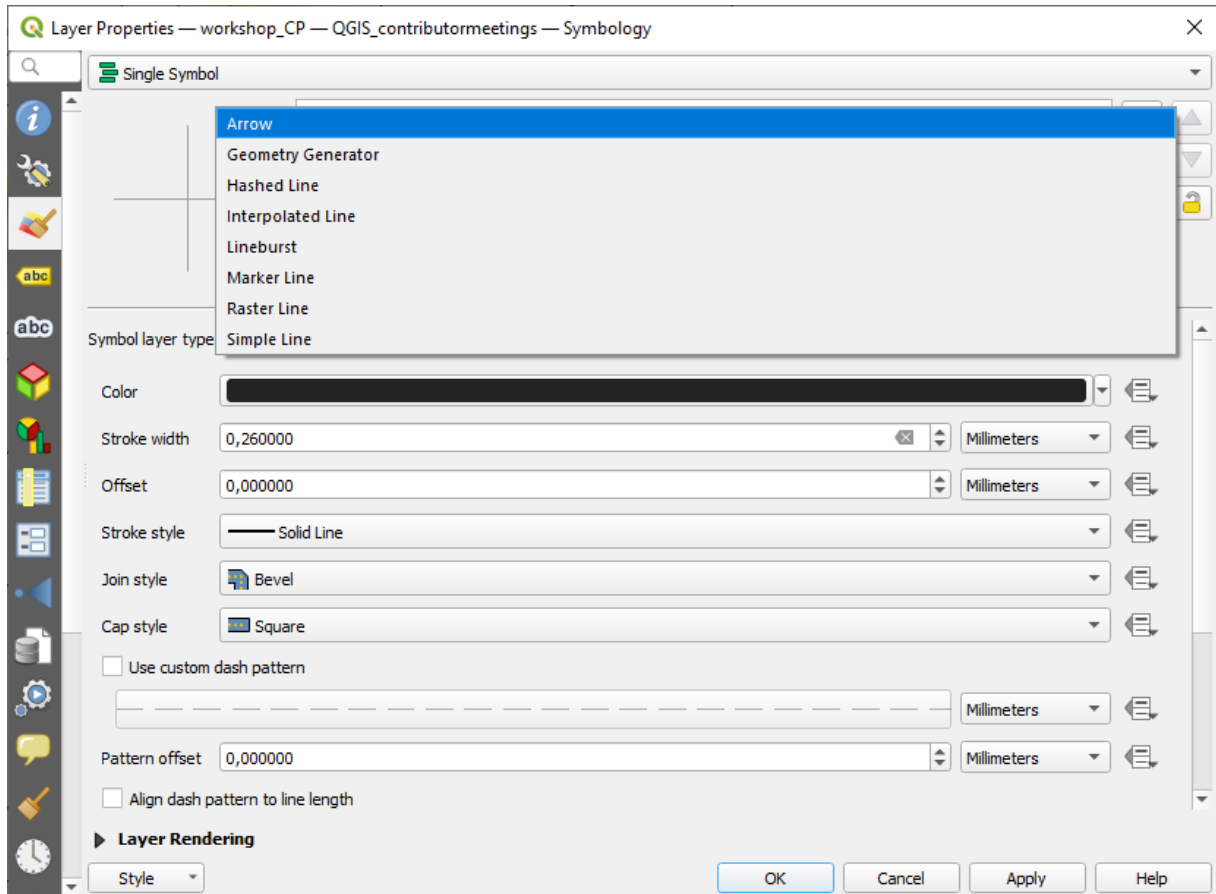 Layer Properties — workshop_CP — QGIS_contributormeetings — Symbology
Single Symbol
Arrow
Geometry Generator
Hashed Line
Interpolated Line
Lineburst
Marker Line
Raster Line
Simple Line
abc
abc
Symbol layer type
Color
Stroke width 0,260000 Millimeters
Offset 0,000000 Millimeters
Stroke style Solid Line
Join style Bevel
Cap style Square
Use custom dash pattern
Millimeters
Pattern offset 0,000000 Millimeters
Align dash pattern to line length
Layer Rendering
Style OK Cancel Apply Help